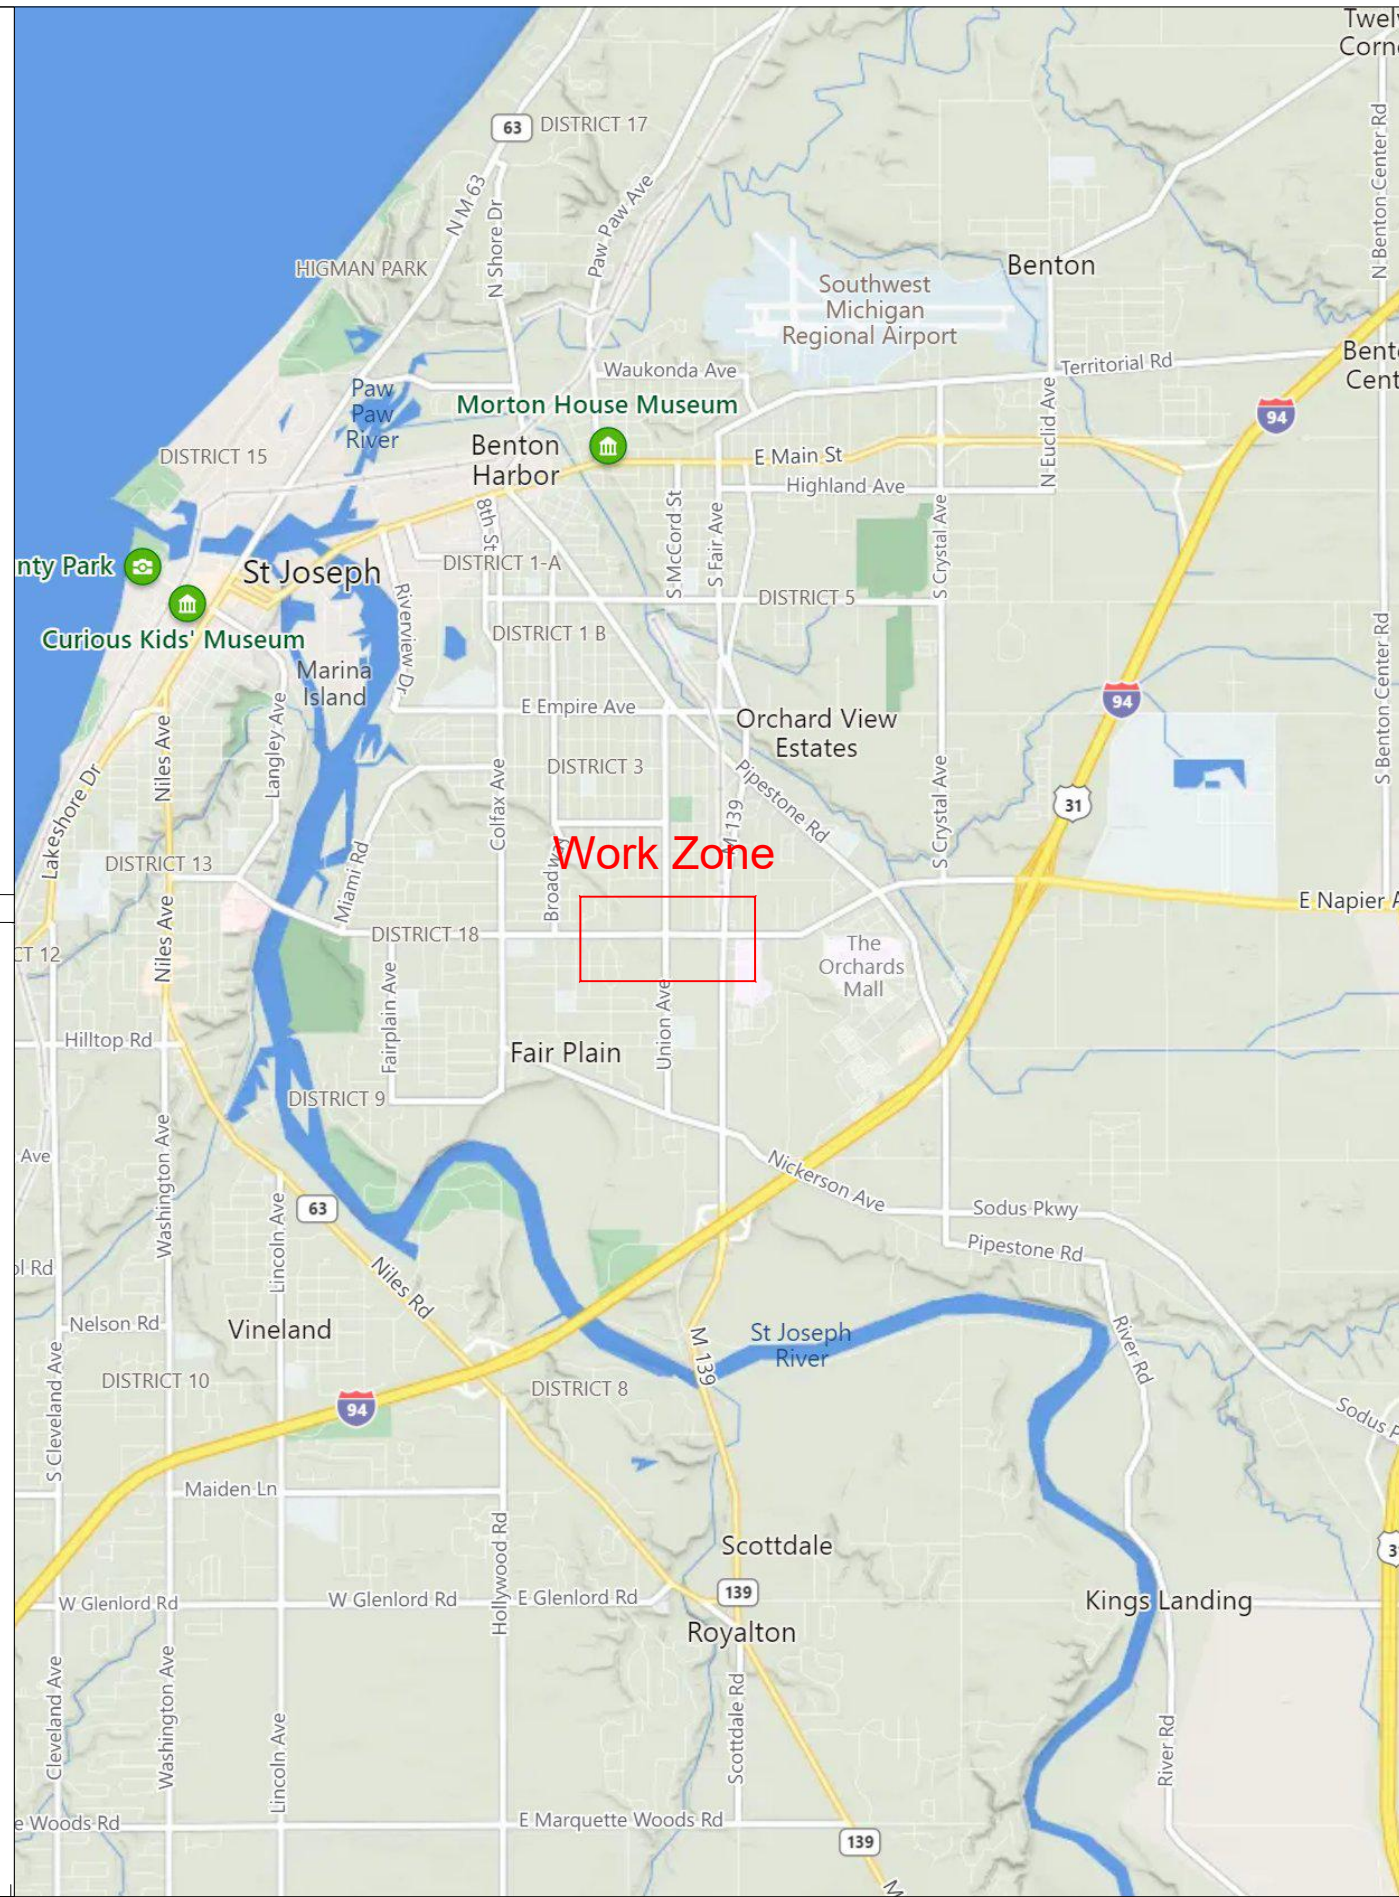 Twel
Corn
63
DISTRICT 17
N M 63
N Shore Dr
Paw Paw Ave
N Benton Center Rd
HIGMAN PARK
Benton
Southwest
Michigan
Regional Airport
Bent
Cent
Territorial Rd
Waukonda Ave
Paw
Paw
River
Morton House Museum
94
N Euclid Ave
Benton
Harbor
DISTRICT 15
E Main St
Highland Ave
8th St
S McCord St
S Fair Ave
S Crystal Ave
nty Park
St Joseph
DISTRICT 1-A
DISTRICT 5
Riverview Dr
Curious Kids' Museum
DISTRICT 1 B
S Benton Center Rd
Marina
Island
94
E Empire Ave
Orchard View
Estates
Niles Ave
Langley Ave
DISTRICT 3
Colfax Ave
Pipestone Rd
Lakeshore Dr
31
M-139
S Crystal Ave
Work Zone
DISTRICT 13
Miami Rd
Broadway
E Napier A
DISTRICT 18
The
Orchards
Mall
CT 12
Niles Ave
Fairplain Ave
Union Ave
Hilltop Rd
Fair Plain
DISTRICT 9
Ave
Washington Ave
Nickerson Ave
63
Lincoln Ave
Sodus Pkwy
Pipestone Rd
ol Rd
Niles Rd
Nelson Rd
Vineland
M 139
St Joseph
River
River Rd
DISTRICT 10
DISTRICT 8
94
S Cleveland Ave
Sodus P
Maiden Ln
Hollywood Rd
Scottdale
3
139
W Glenlord Rd
W Glenlord Rd
E Glenlord Rd
Kings Landing
Royalton
Cleveland Ave
Washington Ave
Lincoln Ave
Scottdale Rd
River Rd
e Woods Rd
E Marquette Woods Rd
139
M